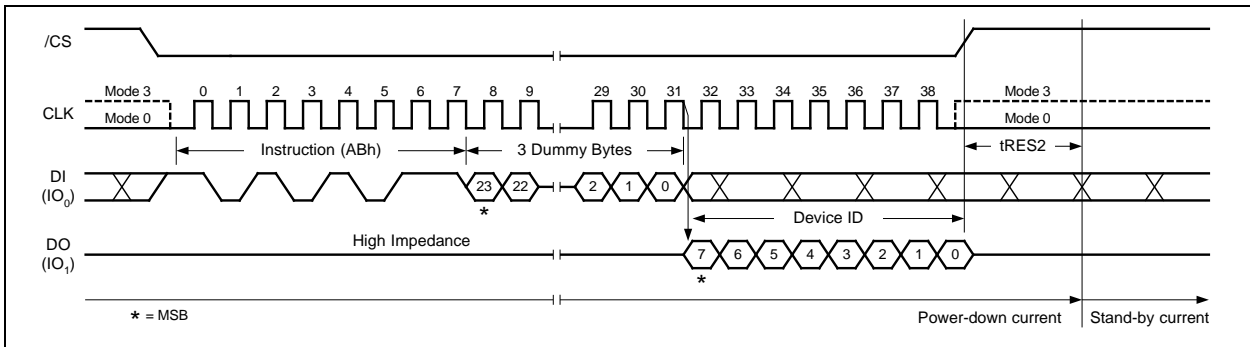 /CS
Mode 3 0 1 2 3 4 5 6 7 8 9 29 30 31 32 33 34 35 36 37 38 Mode 3
CLK
Mode 0 Mode 0
Instruction (ABh) 3 Dummy Bytes tRES2
DI
(IO0)
23 22 2 1 0
*
Device ID
High Impedance
DO
(IO1)
7 6 5 4 3 2 1 0
*
* = MSB
Power-down current Stand-by current